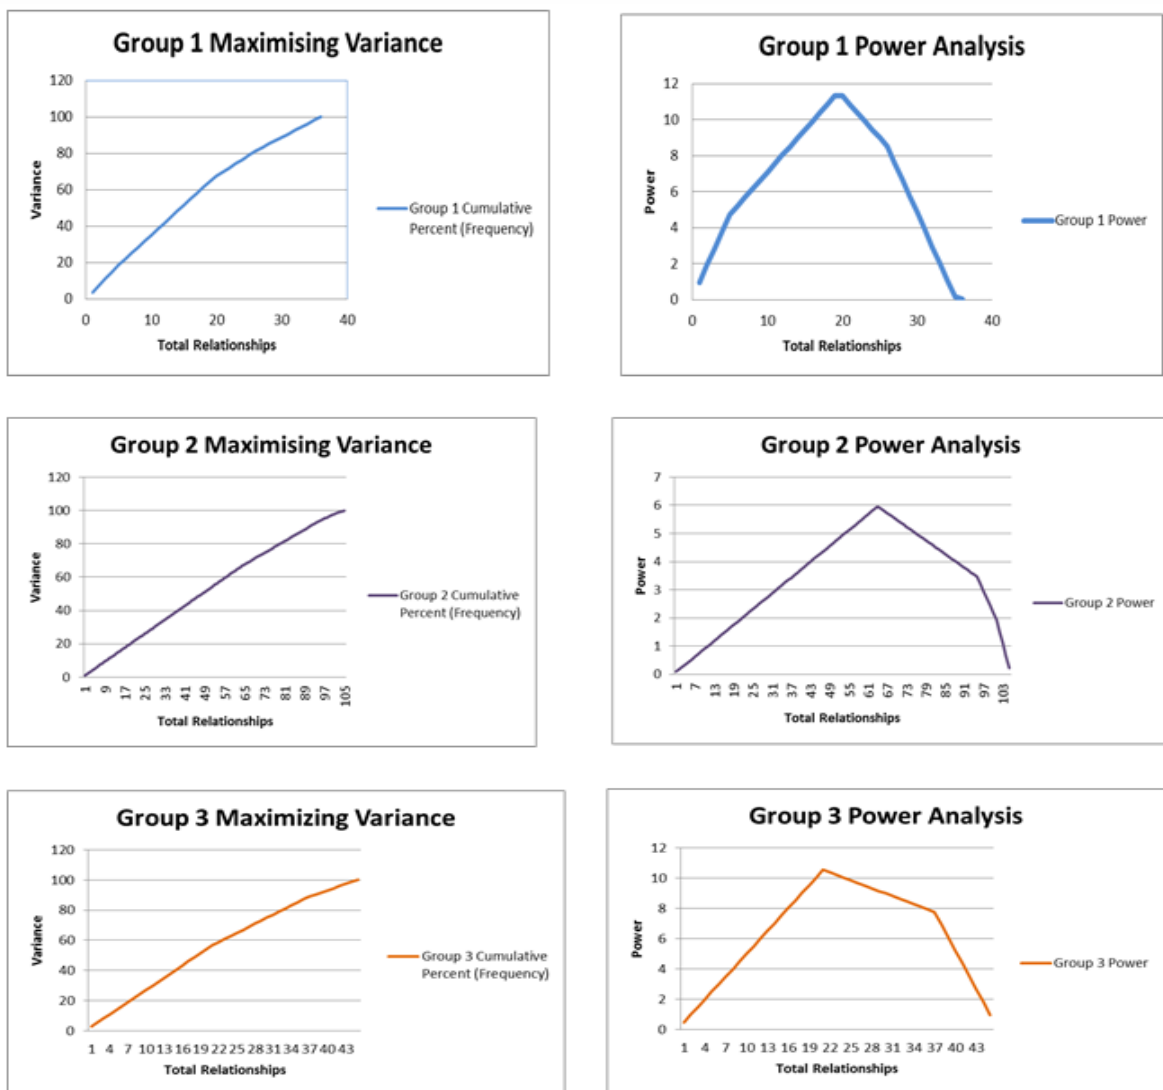 Group 1 Maximising Variance
120
100
80
60
40
20
0
Variance
0 10 20 30 40
Total Relationships
Group 1 Cumulative
Percent (Frequency)
Group 1 Power Analysis
12
10
8
6
4
2
0
Power
0 10 20 30 40
Total Relationships
Group 1 Power
Group 2 Maximising Variance
120
100
80
60
40
20
0
Variance
1 9 17 25 33 41 49 57 65 73 81 89 97 105
Total Relationships
Group 2 Cumulative
Percent (Frequency)
Group 2 Power Analysis
7
6
5
4
3
2
1
0
Power
1 7 13 19 25 31 37 43 49 55 61 67 73 79 85 91 97 103
Total Relationships
Group 2 Power
Group 3 Maximizing Variance
120
100
80
60
40
20
0
Variance
1 4 7 10 13 16 19 22 25 28 31 34 37 40 43
Total Relationships
Group 3 Cumulative
Percent (Frequency)
Group 3 Power Analysis
12
10
8
6
4
2
0
Power
1 4 7 10 13 16 19 22 25 28 31 34 37 40 43
Total Relationships
Group 3 Power